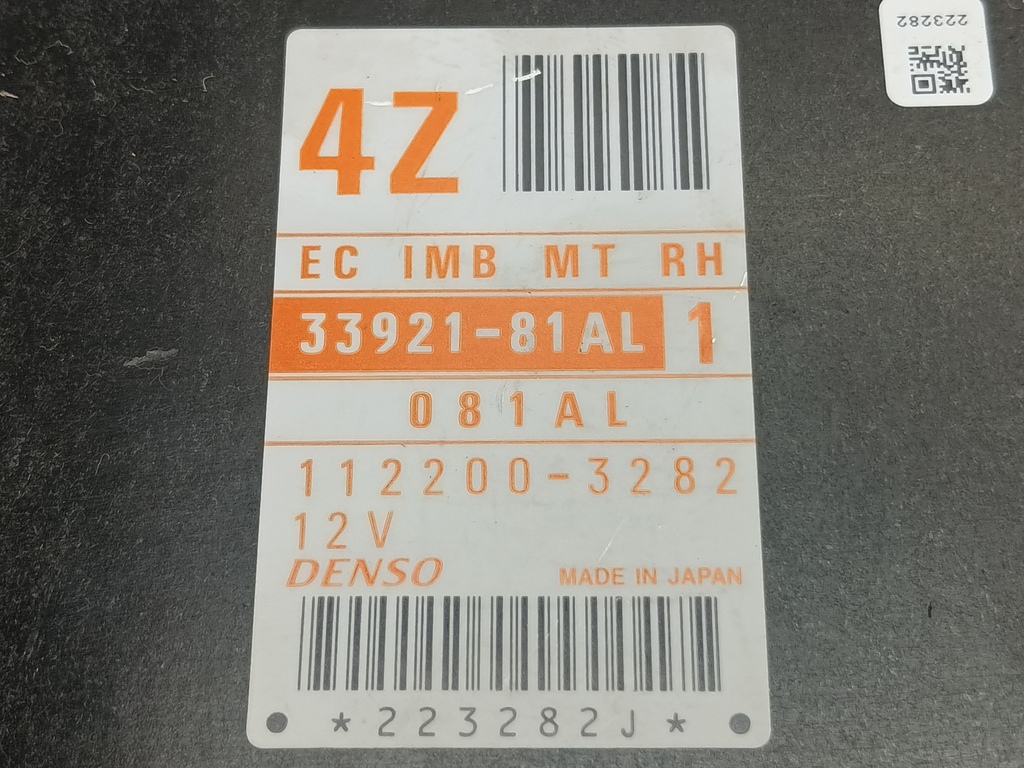 4Z
EC IMB MT RH
33921-81AL 1
081AL
112200-3282
12V
DENSO MADE IN JAPAN
*223282J*
223282